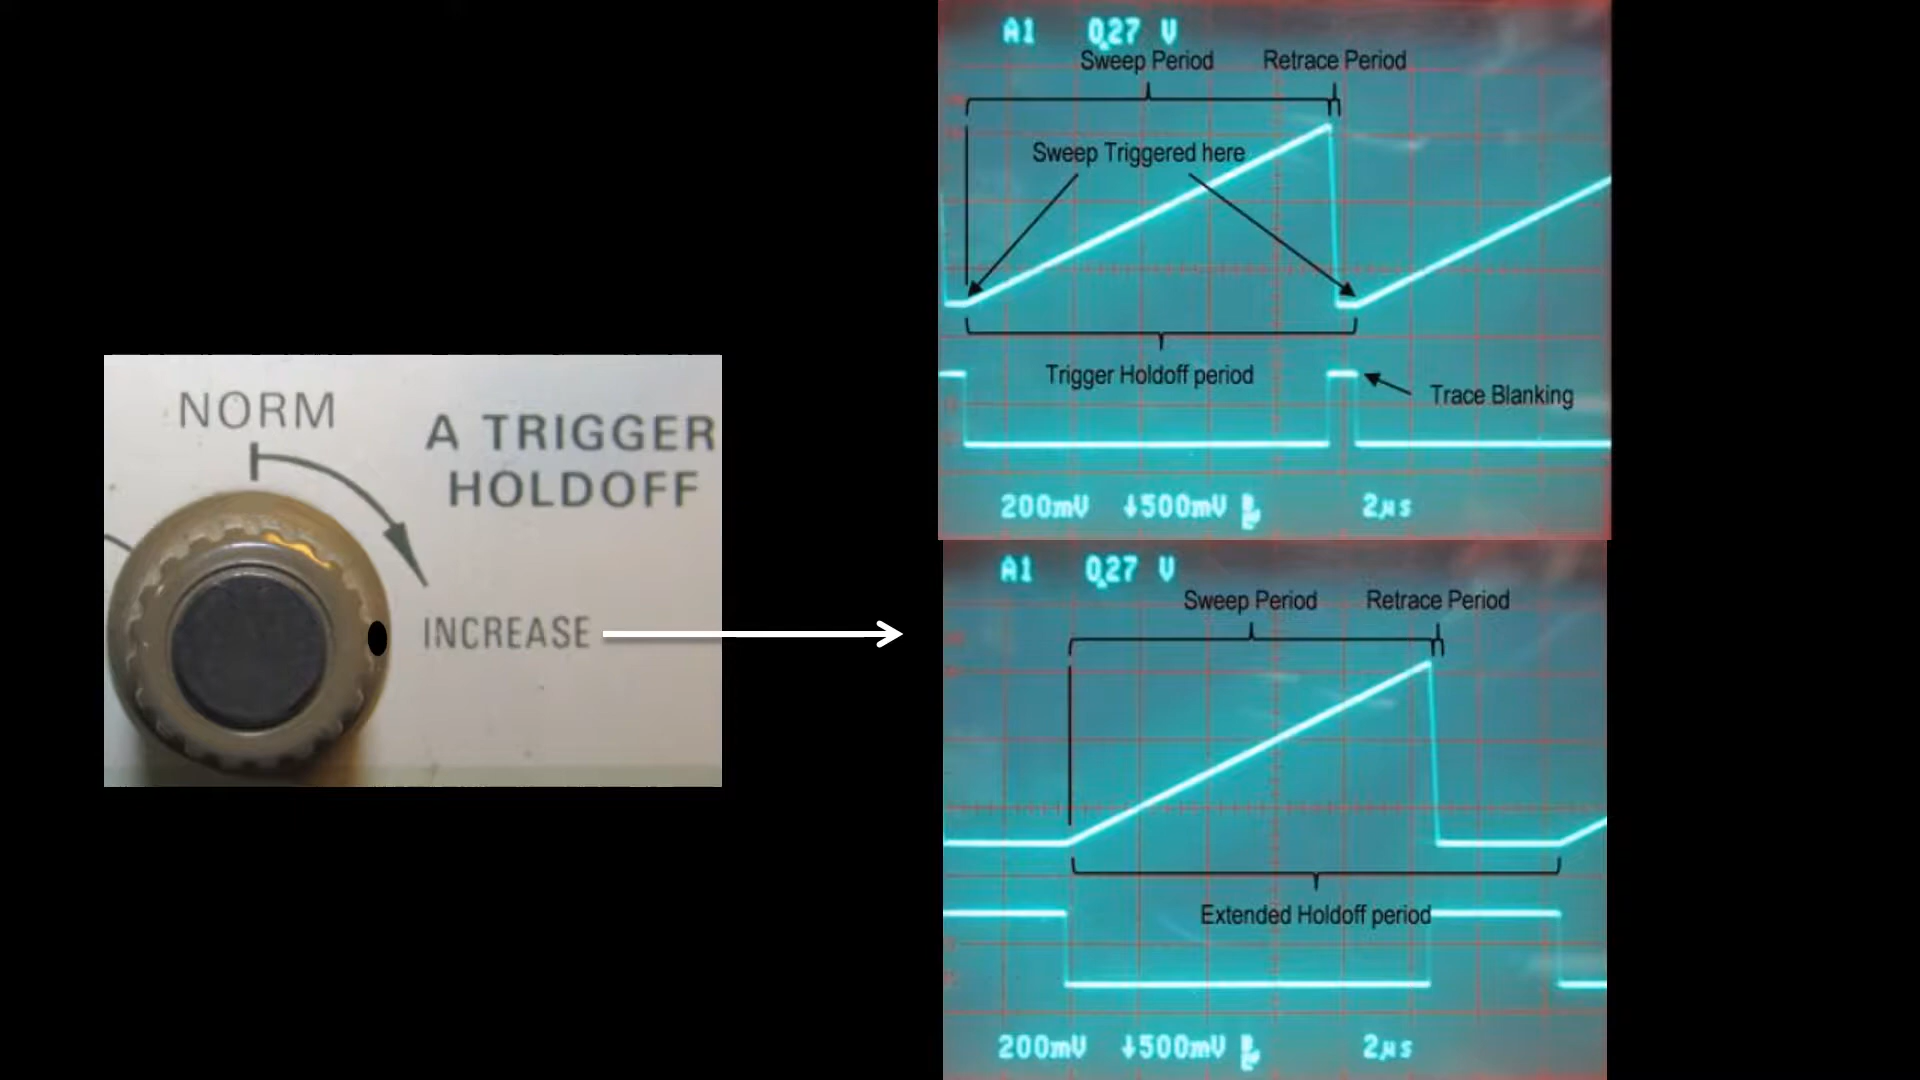 NORM
A TRIGGER
HOLDOFF
INCREASE
A1 0.27 V
Sweep Period Retrace Period
Sweep Triggered here
Trigger Holdoff period
Trace Blanking
200mV ↓500mV 2µs
A1 0.27 V
Sweep Period Retrace Period
Extended Holdoff period
200mV ↓500mV 2µs